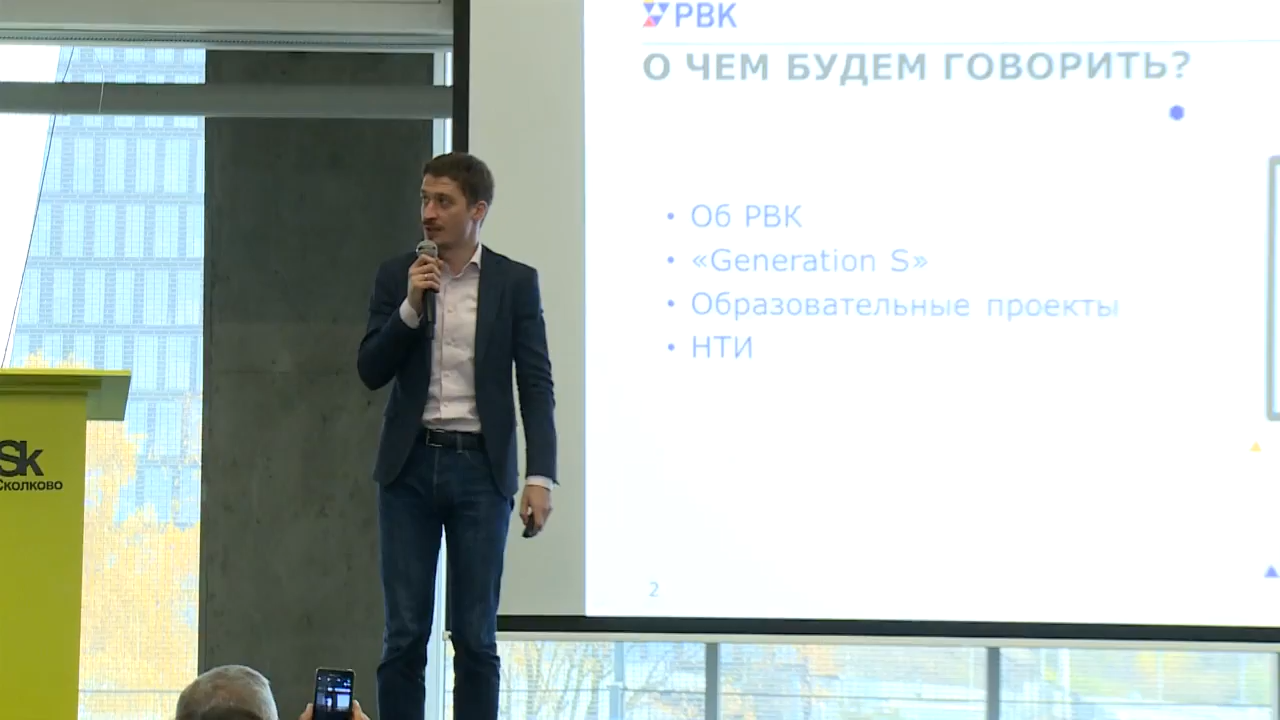 РВК
О ЧЕМ БУДЕМ ГОВОРИТЬ?
• Об РВК
• «Generation S»
• Образовательные проекты
• НТИ
2
Sk
Сколково